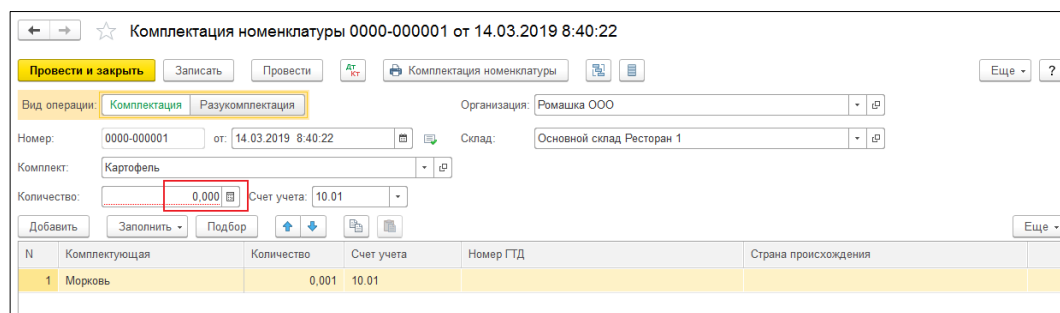 Комплектация номенклатуры 0000-000001 от 14.03.2019 8:40:22
Провести и закрыть Записать Провести Дт Кт Комплектация номенклатуры Еще ?
Вид операции: Комплектация Разукомплектация Организация: Ромашка ООО
Номер: 0000-000001 от: 14.03.2019 8:40:22 Склад: Основной склад Ресторан 1
Комплект: Картофель
Количество: 0,000 Счет учета: 10.01
Добавить Заполнить Подбор Еще
N Комплектующая Количество Счет учета Номер ГТД Страна происхождения
1 Морковь 0,001 10.01